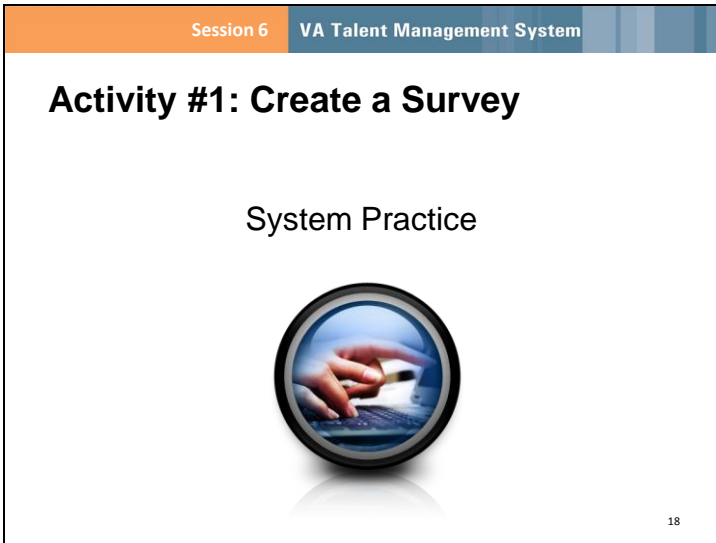 Session 6 VA Talent Management System
Activity #1: Create a Survey
System Practice
18